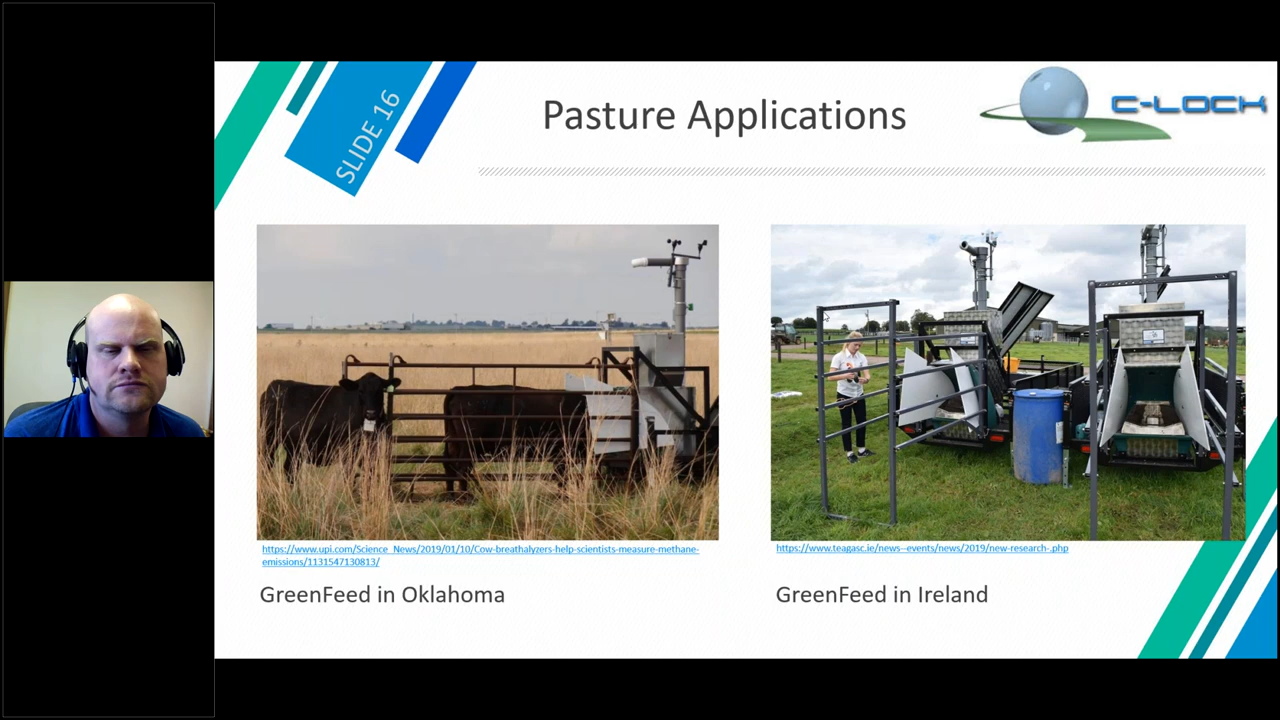 SLIDE 16
Pasture Applications
C-LOCK
https://www.upi.com/Science_News/2019/01/10/Cow-breathalyzers-help-scientists-measure-methane-
emissions/1131547130813/
https://www.teagasc.ie/news--events/news/2019/new-research-.php
GreenFeed in Oklahoma
GreenFeed in Ireland